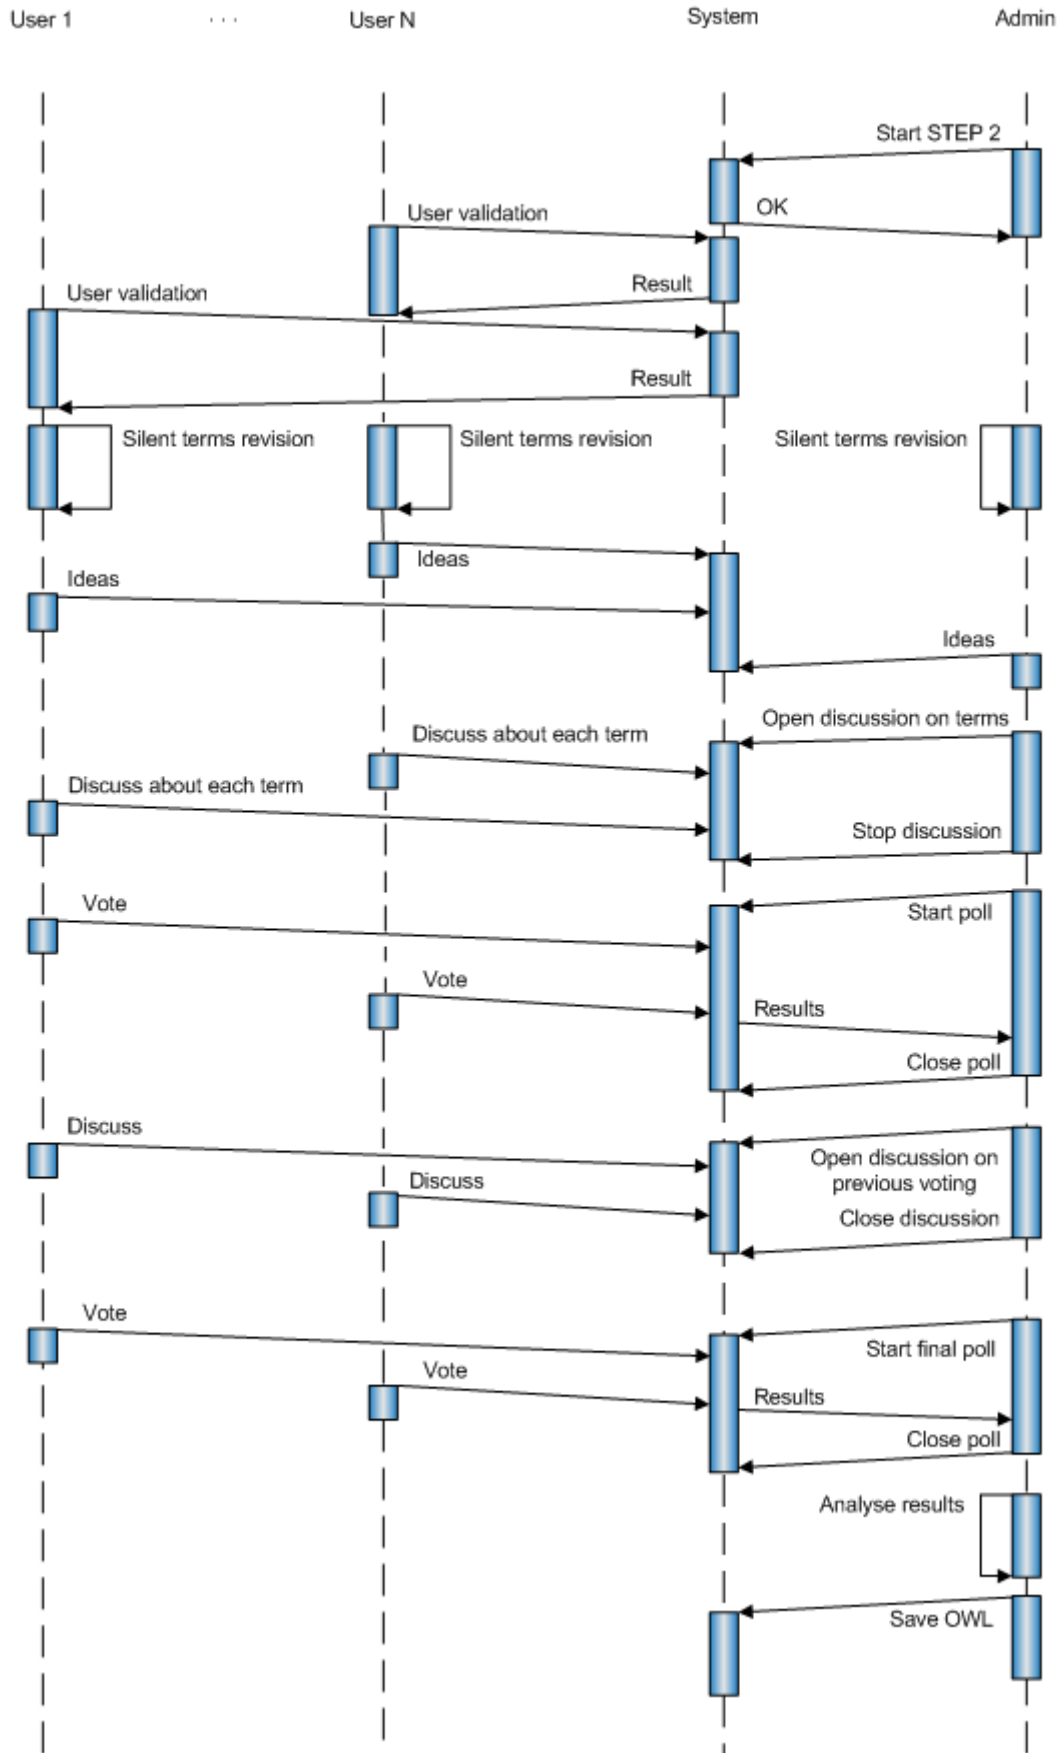 User 1
. . .
User N
System
Admin
Start STEP 2
OK
User validation
Result
User validation
Result
Silent terms revision
Silent terms revision
Silent terms revision
Ideas
Ideas
Ideas
Open discussion on terms
Discuss about each term
Discuss about each term
Stop discussion
Vote
Start poll
Vote
Results
Close poll
Discuss
Open discussion on
previous voting
Discuss
Close discussion
Vote
Start final poll
Vote
Results
Close poll
Analyse results
Save OWL